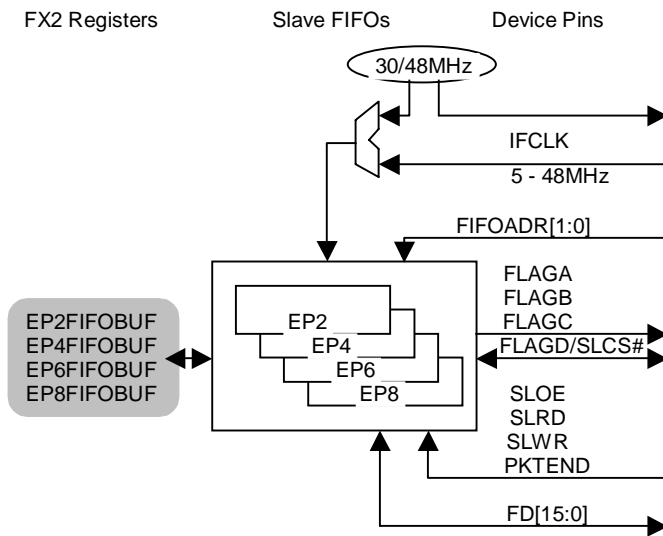 FX2 Registers
Slave FIFOs
Device Pins
30/48MHz
IFCLK
5 - 48MHz
FIFOADR[1:0]
EP2FIFOBUF
EP4FIFOBUF
EP6FIFOBUF
EP8FIFOBUF
EP2
EP4
EP6
EP8
FLAGA
FLAGB
FLAGC
FLAGD/SLCS#
SLOE
SLRD
SLWR
PKTEND
FD[15:0]